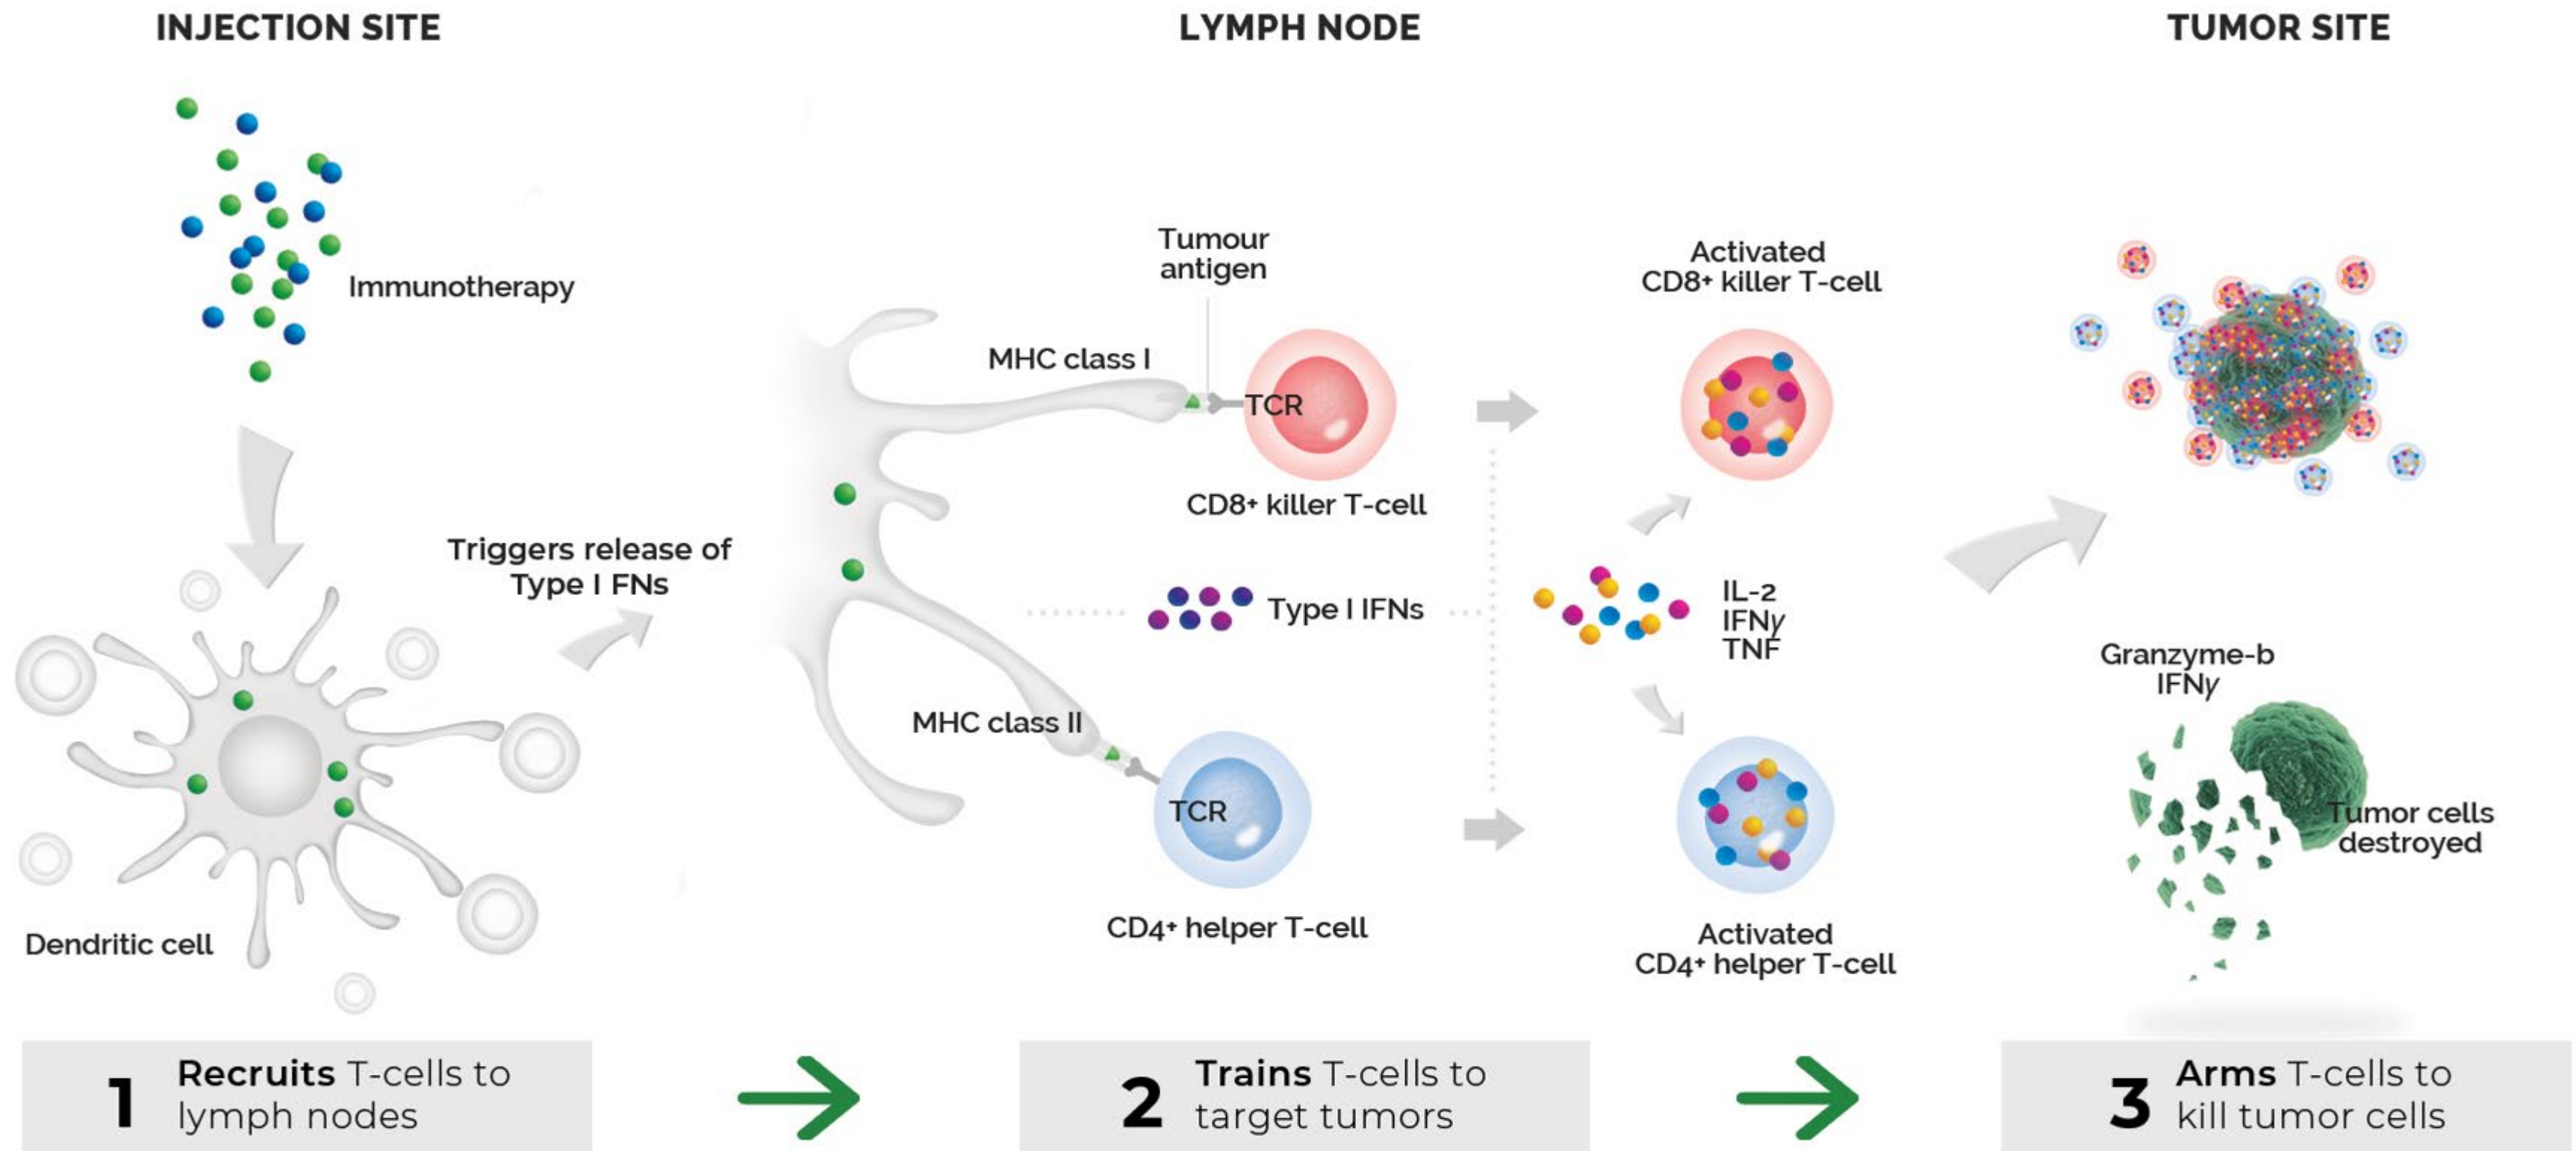 INJECTION SITE
LYMPH NODE
TUMOR SITE
Immunotherapy
Triggers release of
Type I FNs
Dendritic cell
Tumour
antigen
MHC class I
TCR
CD8+ killer T-cell
Type I IFNs
MHC class II
TCR
CD4+ helper T-cell
Activated
CD8+ killer T-cell
IL-2
IFNγ
TNF
Activated
CD4+ helper T-cell
Granzyme-b
IFNγ
Tumor cells
destroyed
1
Recruits T-cells to
lymph nodes
2
Trains T-cells to
target tumors
3
Arms T-cells to
kill tumor cells